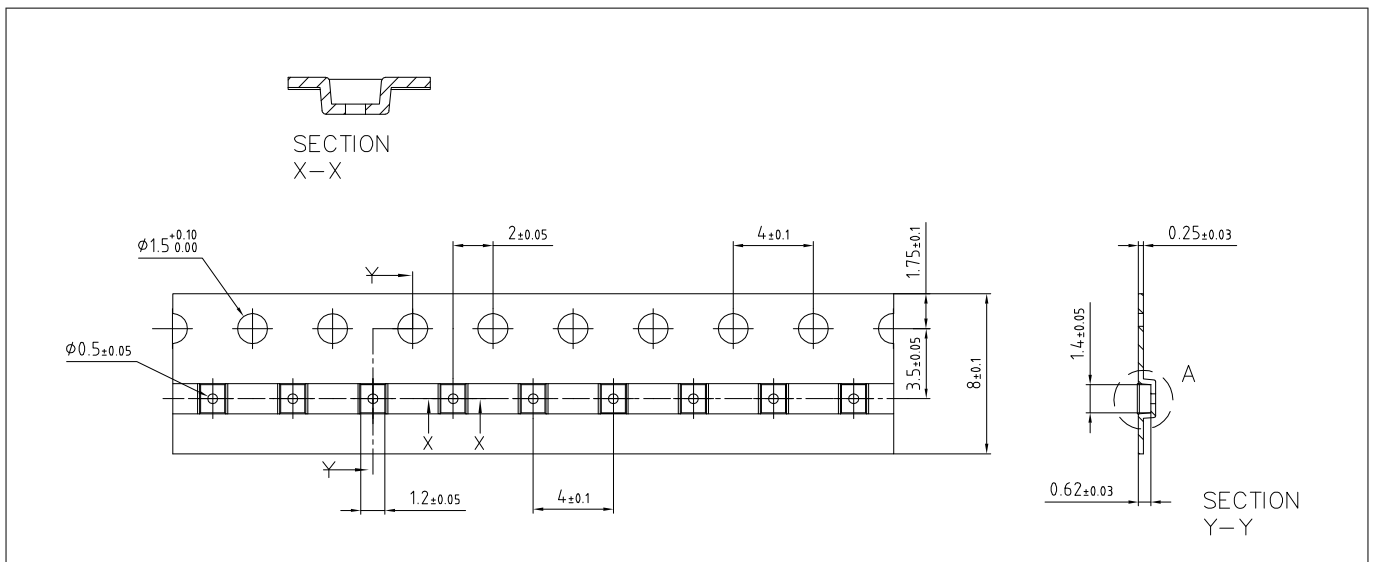 SECTION
X–X
2±0.05
4±0.1
0.25±0.03
φ1.5 +0.10 0.00
1.75±0.1
Y
φ0.5±0.05
3.5±0.05
8±0.1
1.4±0.05
A
X X
Y
1.2±0.05
4±0.1
0.62±0.03
SECTION
Y–Y